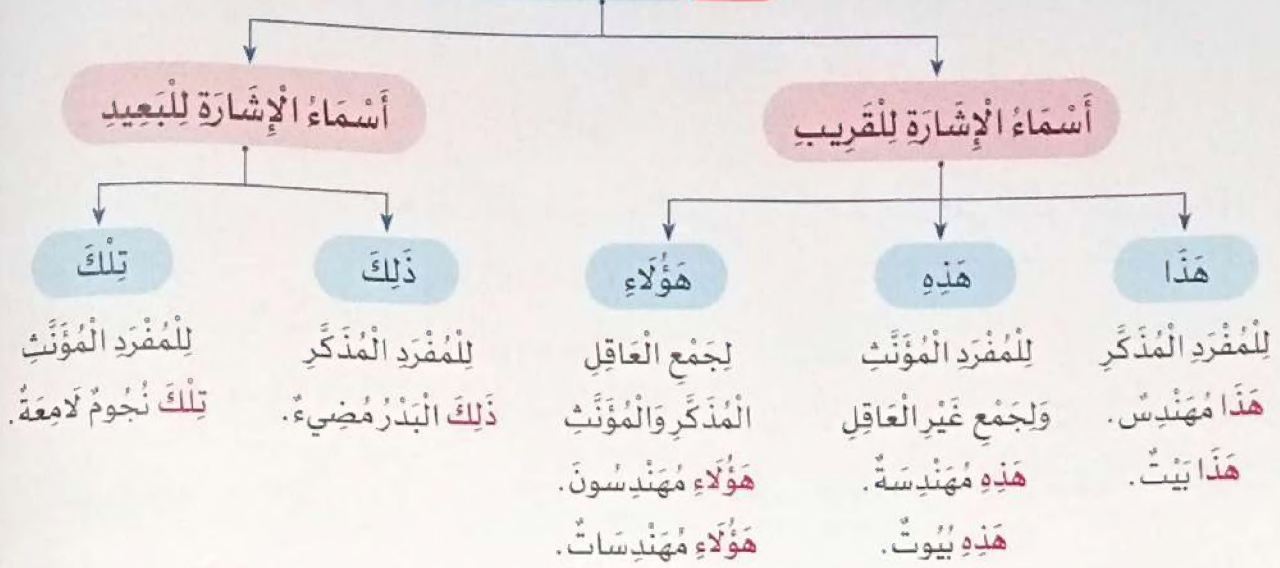 أَسْمَاءُ الْإِشَارَةِ لِلْقَرِيبِ
أَسْمَاءُ الْإِشَارَةِ لِلْبَعِيدِ
هَذَا
لِلْمُفْرَدِ الْمُذَكَّرِ
هَذَا مُهَنْدِسٌ.
هَذَا بَيْتٌ.
هَذِهِ
لِلْمُفْرَدِ الْمُؤَنَّثِ
وَلِجَمْعِ غَيْرِ الْعَاقِلِ
هَذِهِ مُهَنْدِسَةٌ.
هَذِهِ بُيُوتٌ.
هَؤُلَاءِ
لِجَمْعِ الْعَاقِلِ
الْمُذَكَّرِ وَالْمُؤَنَّثِ
هَؤُلَاءِ مُهَنْدِسُونَ.
هَؤُلَاءِ مُهَنْدِسَاتٌ.
ذَلِكَ
لِلْمُفْرَدِ الْمُذَكَّرِ
ذَلِكَ الْبَدْرُ مُضِيءٌ.
تِلْكَ
لِلْمُفْرَدِ الْمُؤَنَّثِ
تِلْكَ نُجُومٌ لَامِعَةٌ.